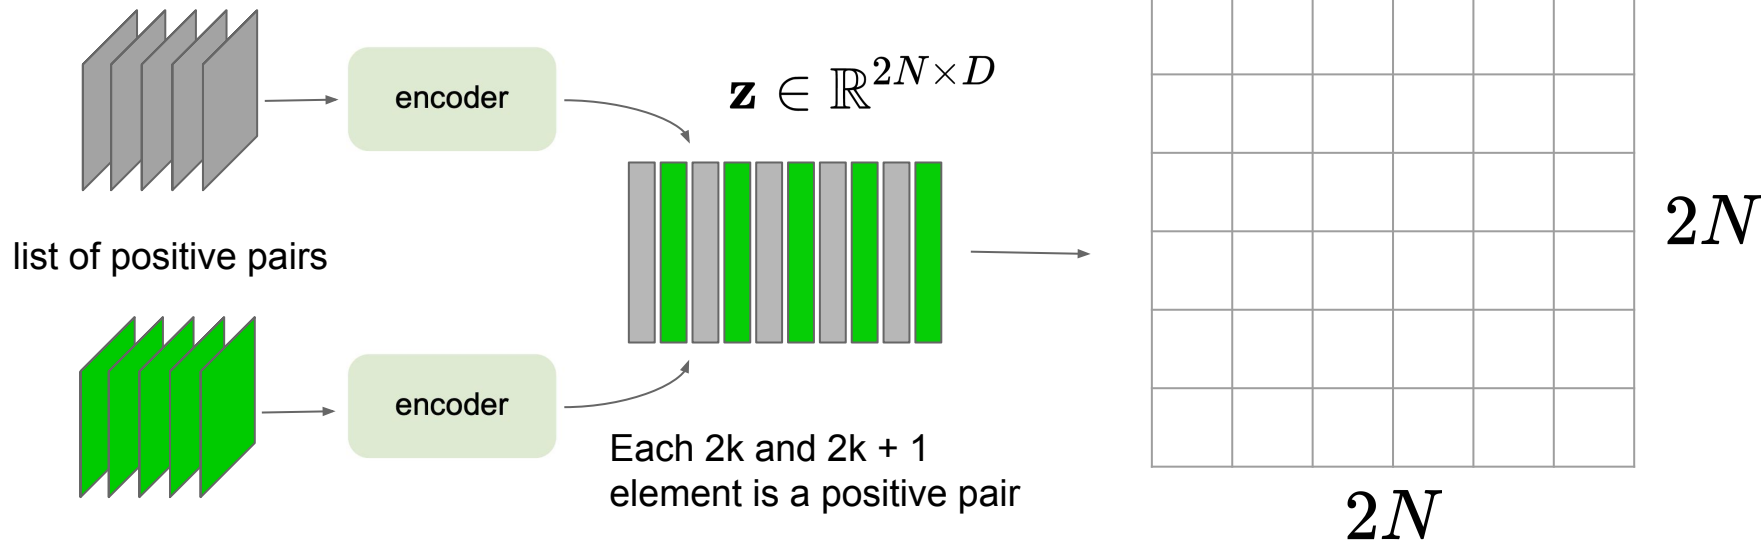 encoder
𝐳 ∈ ℝ^{2N×D}
list of positive pairs
2N
encoder
Each 2k and 2k + 1
element is a positive pair
2N